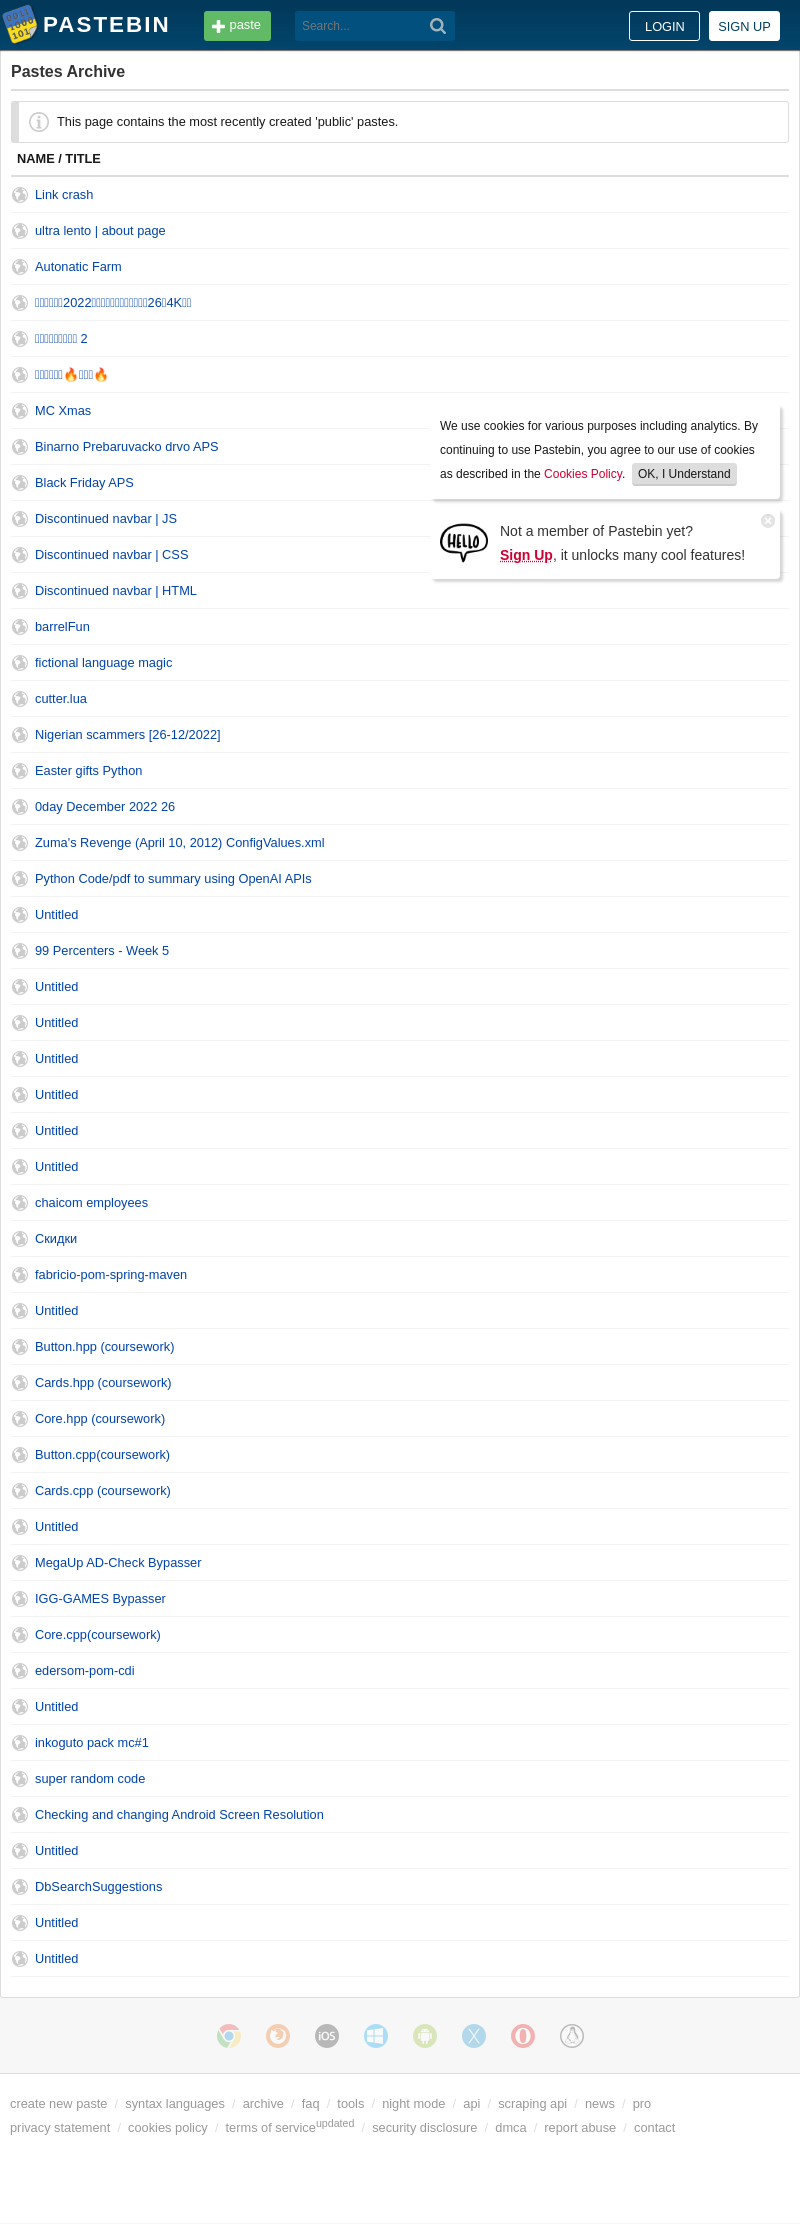 PASTEBIN
paste
Search...
LOGIN
SIGN UP
Pastes Archive
This page contains the most recently created 'public' pastes.
NAME / TITLE
Link crash
ultra lento | about page
Autonatic Farm
2022 26 4K
2
🔥 🔥
MC Xmas
Binarno Prebaruvacko drvo APS
Black Friday APS
Discontinued navbar | JS
Discontinued navbar | CSS
Discontinued navbar | HTML
We use cookies for various purposes including analytics. By
continuing to use Pastebin, you agree to our use of cookies
as described in the Cookies Policy. OK, I Understand
Not a member of Pastebin yet?
HELLO
Sign Up, it unlocks many cool features!
barrelFun
fictional language magic
cutter.lua
Nigerian scammers [26-12/2022]
Easter gifts Python
0day December 2022 26
Zuma's Revenge (April 10, 2012) ConfigValues.xml
Python Code/pdf to summary using OpenAI APIs
Untitled
99 Percenters - Week 5
Untitled
Untitled
Untitled
Untitled
Untitled
Untitled
chaicom employees
Скидки
fabricio-pom-spring-maven
Untitled
Button.hpp (coursework)
Cards.hpp (coursework)
Core.hpp (coursework)
Button.cpp(coursework)
Cards.cpp (coursework)
Untitled
MegaUp AD-Check Bypasser
IGG-GAMES Bypasser
Core.cpp(coursework)
edersom-pom-cdi
Untitled
inkoguto pack mc#1
super random code
Checking and changing Android Screen Resolution
Untitled
DbSearchSuggestions
Untitled
Untitled
iOS
create new paste / syntax languages / archive / faq / tools / night mode / api / scraping api / news / pro
privacy statement / cookies policy / terms of serviceupdated / security disclosure / dmca / report abuse / contact